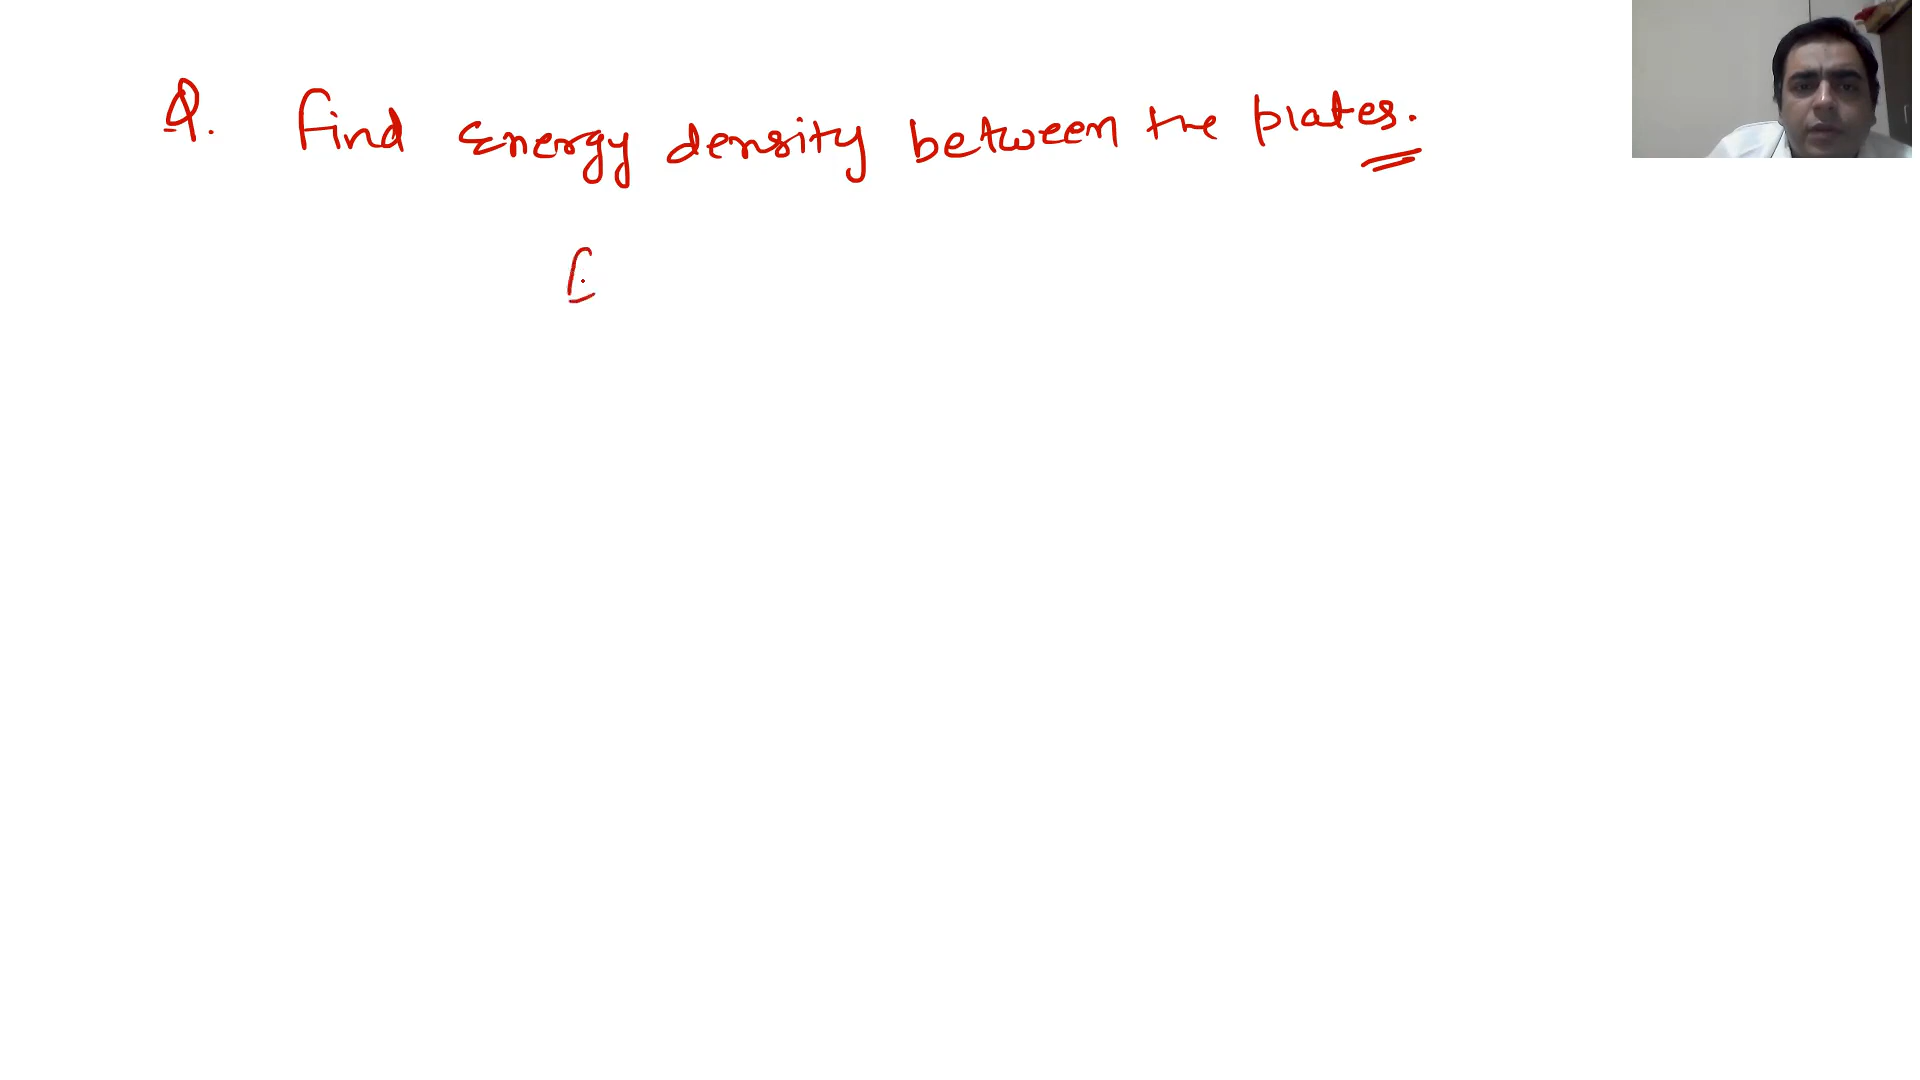 Q. Find Energy density between the plates.